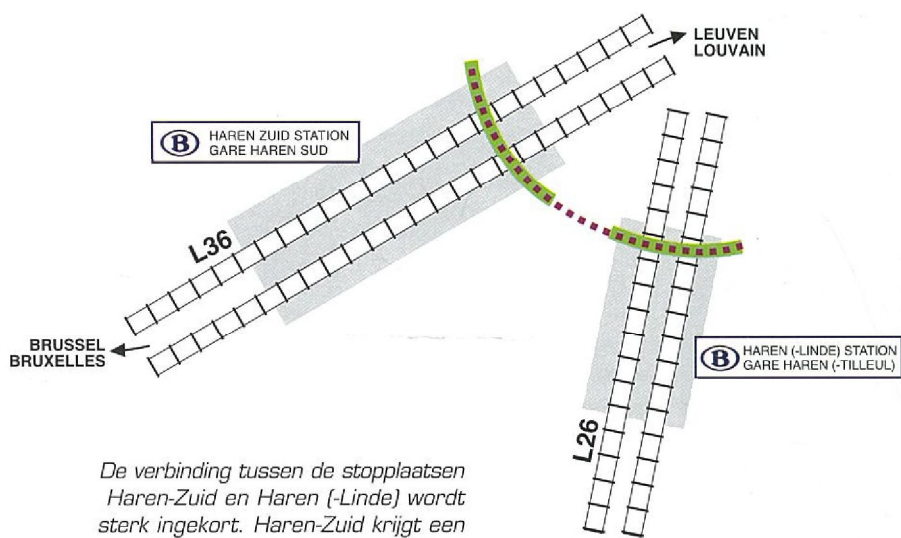 LEUVEN
LOUVAIN
B
HAREN ZUID STATION
GARE HAREN SUD
L36
BRUSSEL
BRUXELLES
B
HAREN (-LINDE) STATION
GARE HAREN (-TILLEUL)
L26
De verbinding tussen de stopplaatsen
Haren-Zuid en Haren (-Linde) wordt
sterk ingekort. Haren-Zuid krijgt een